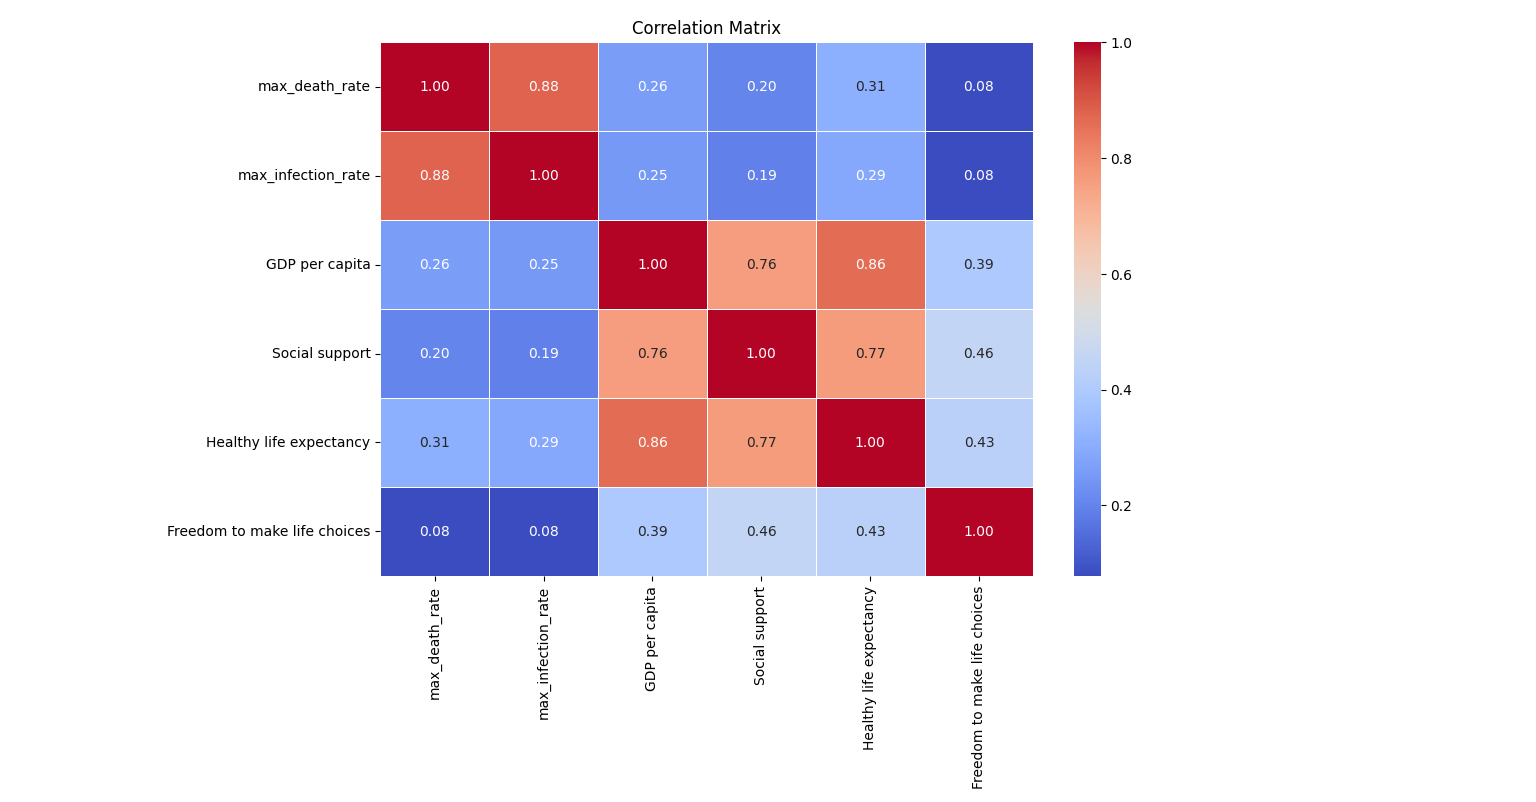 Correlation Matrix
max_death_rate 1.00 0.88 0.26 0.20 0.31 0.08
max_infection_rate 0.88 1.00 0.25 0.19 0.29 0.08
GDP per capita 0.26 0.25 1.00 0.76 0.86 0.39
Social support 0.20 0.19 0.76 1.00 0.77 0.46
Healthy life expectancy 0.31 0.29 0.86 0.77 1.00 0.43
Freedom to make life choices 0.08 0.08 0.39 0.46 0.43 1.00
max_death_rate
max_infection_rate
GDP per capita
Social support
Healthy life expectancy
Freedom to make life choices
1.0
0.8
0.6
0.4
0.2